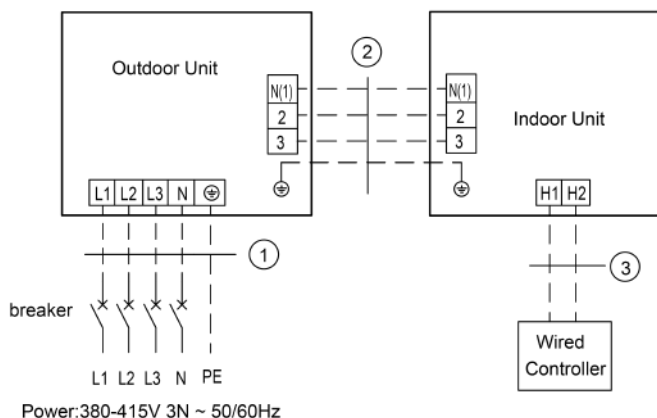 ②
Outdoor Unit
N(1)
2
3
N(1)
2
3
Indoor Unit
L1 L2 L3 N
H1 H2
①
③
breaker
L1 L2 L3 N PE
Wired
Controller
Power:380-415V 3N ~ 50/60Hz